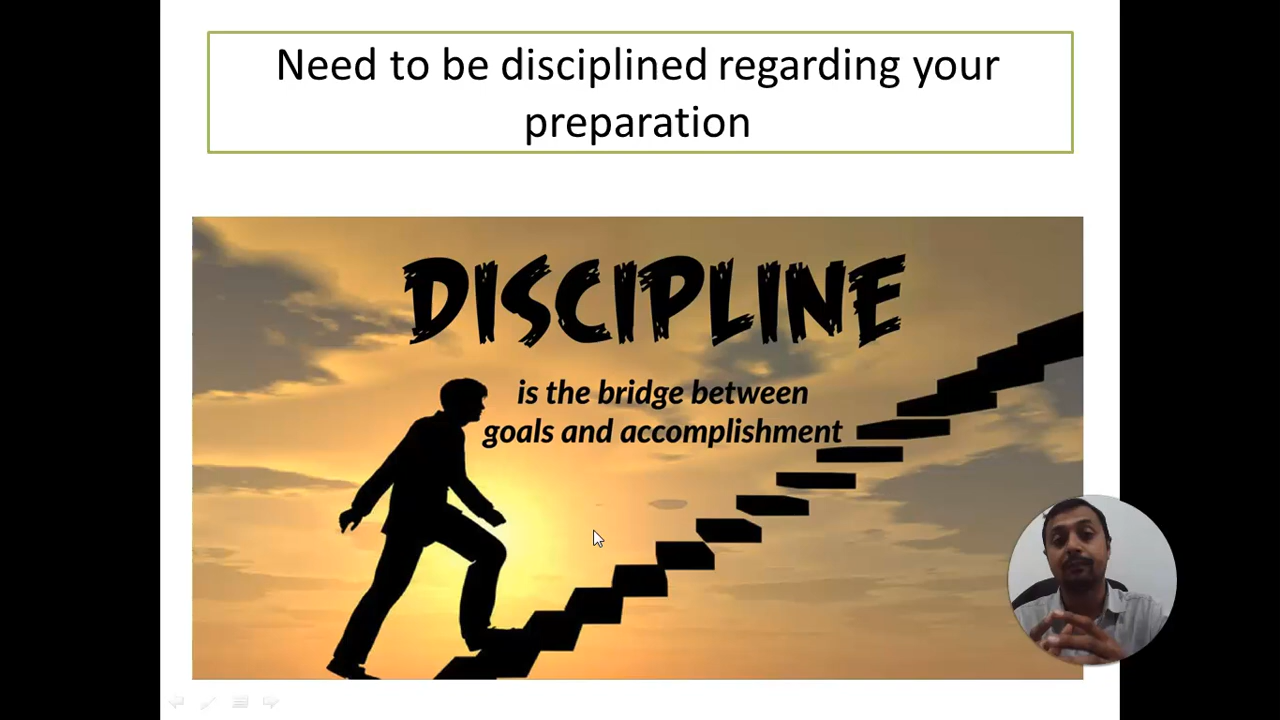 Need to be disciplined regarding your
preparation
DISCIPLINE
is the bridge between
goals and accomplishment